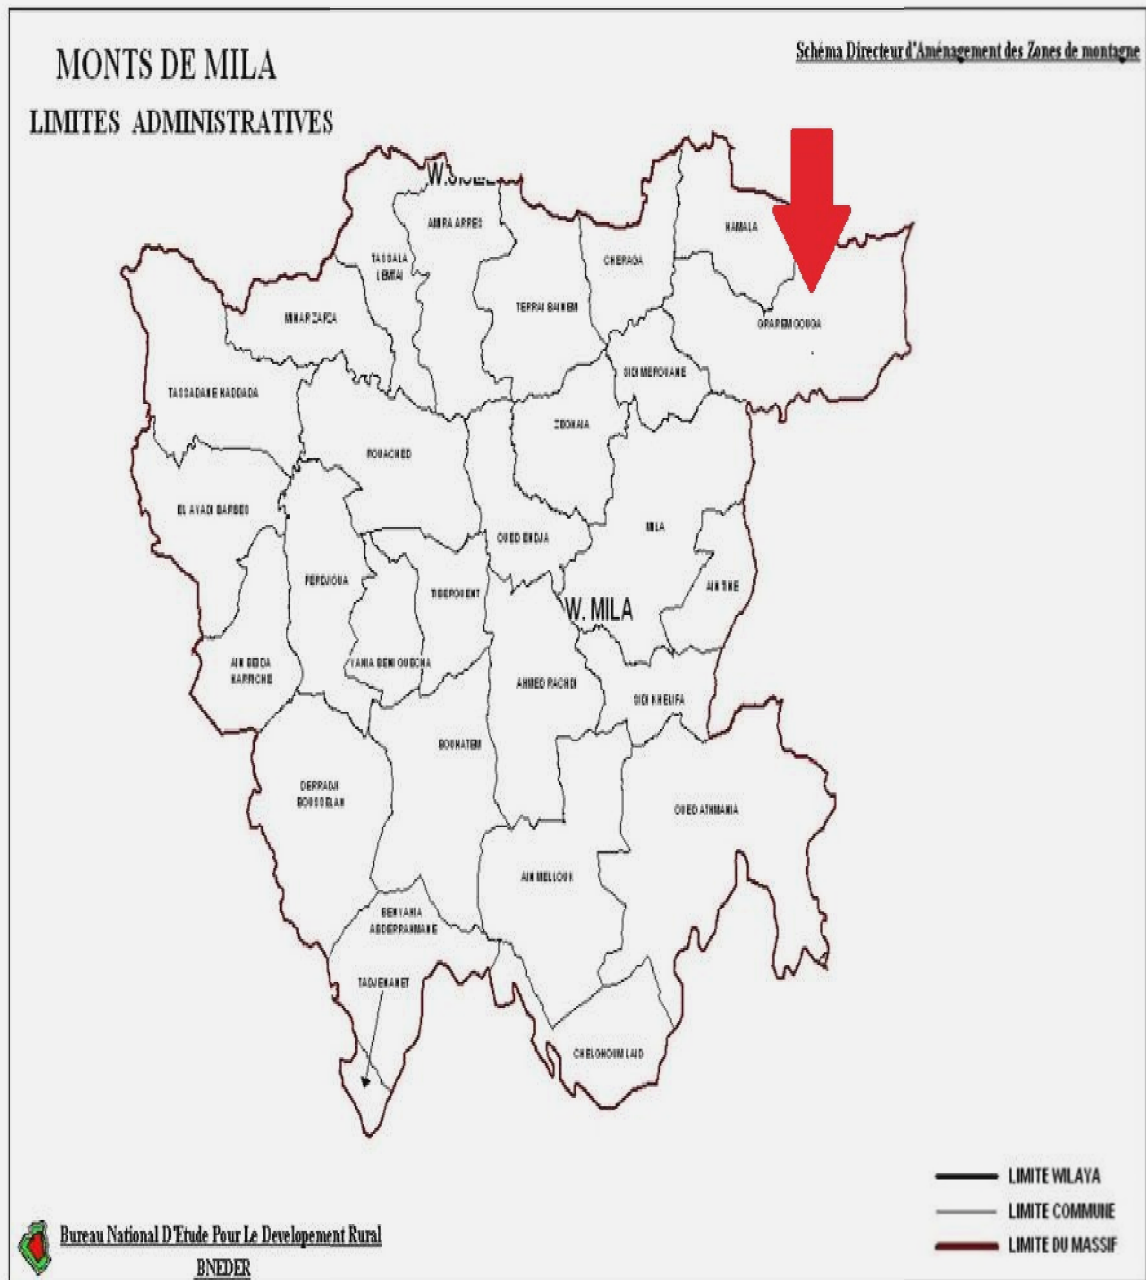 MONTS DE MILA
Schéma Directeur d'Aménagement des Zones de montagne
LIMITES ADMINISTRATIVES
HAMALA
AMIRA ARRES
TASSALA
LEMTAI
CHERAGA
TERRAI BAINEM
MINAR ZARZA
GRAREM GOUGA
SIDI MEROUANE
TASSADANE HADDADA
ZEGHAIA
ROUACHED
EL AYADI BARBES
MILA
OUED ENDJA
FERDJOUA
TIBERGUENT
AIN TINE
W. MILA
AIN BEIDA
HARRICHE
YAHIA BENI GUECHA
AHMED RACHDI
SIDI KHELIFA
BOUHATEM
DERRADJI
BOUSSELAH
OUED ATHMANIA
AIN MELLOUK
BENYAHIA
ABDERRAHMANE
TADJENANET
CHELGHOUM LAID
LIMITE WILAYA
LIMITE COMMUNE
LIMITE DU MASSIF
Bureau National D'Etude Pour Le Developement Rural
BNEDER